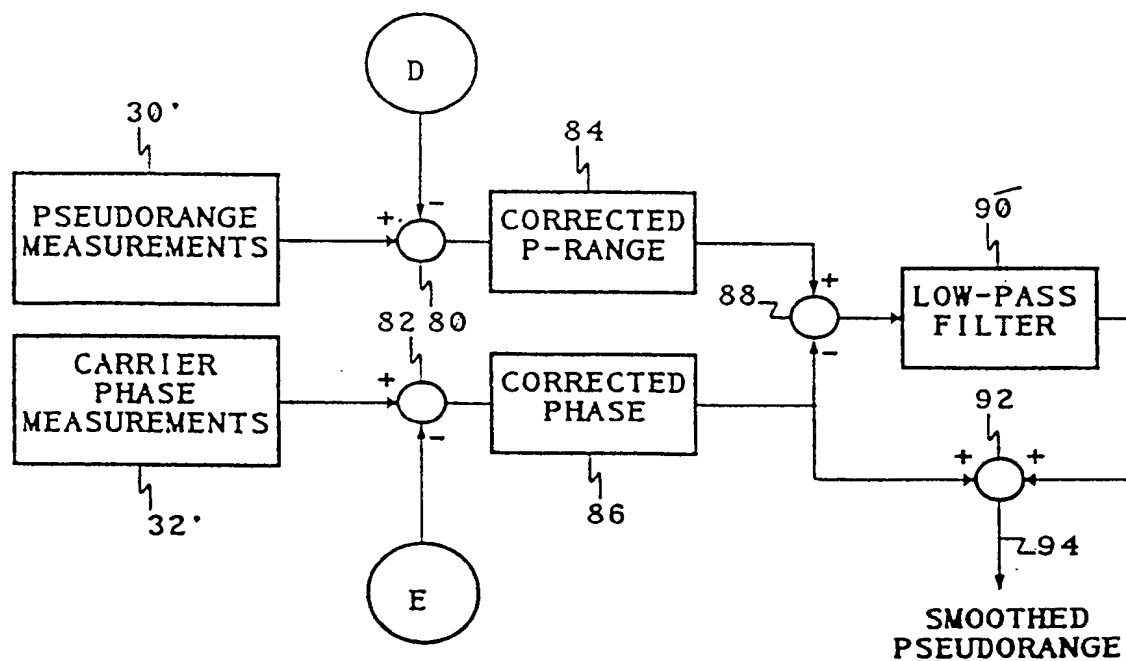 D
30'
84
PSEUDORANGE
MEASUREMENTS
+
-
CORRECTED
P-RANGE
90
LOW-PASS
FILTER
88
+
-
82
80
CARRIER
PHASE
MEASUREMENTS
+
-
CORRECTED
PHASE
92
+
+
32'
86
94
E
SMOOTHED
PSEUDORANGE